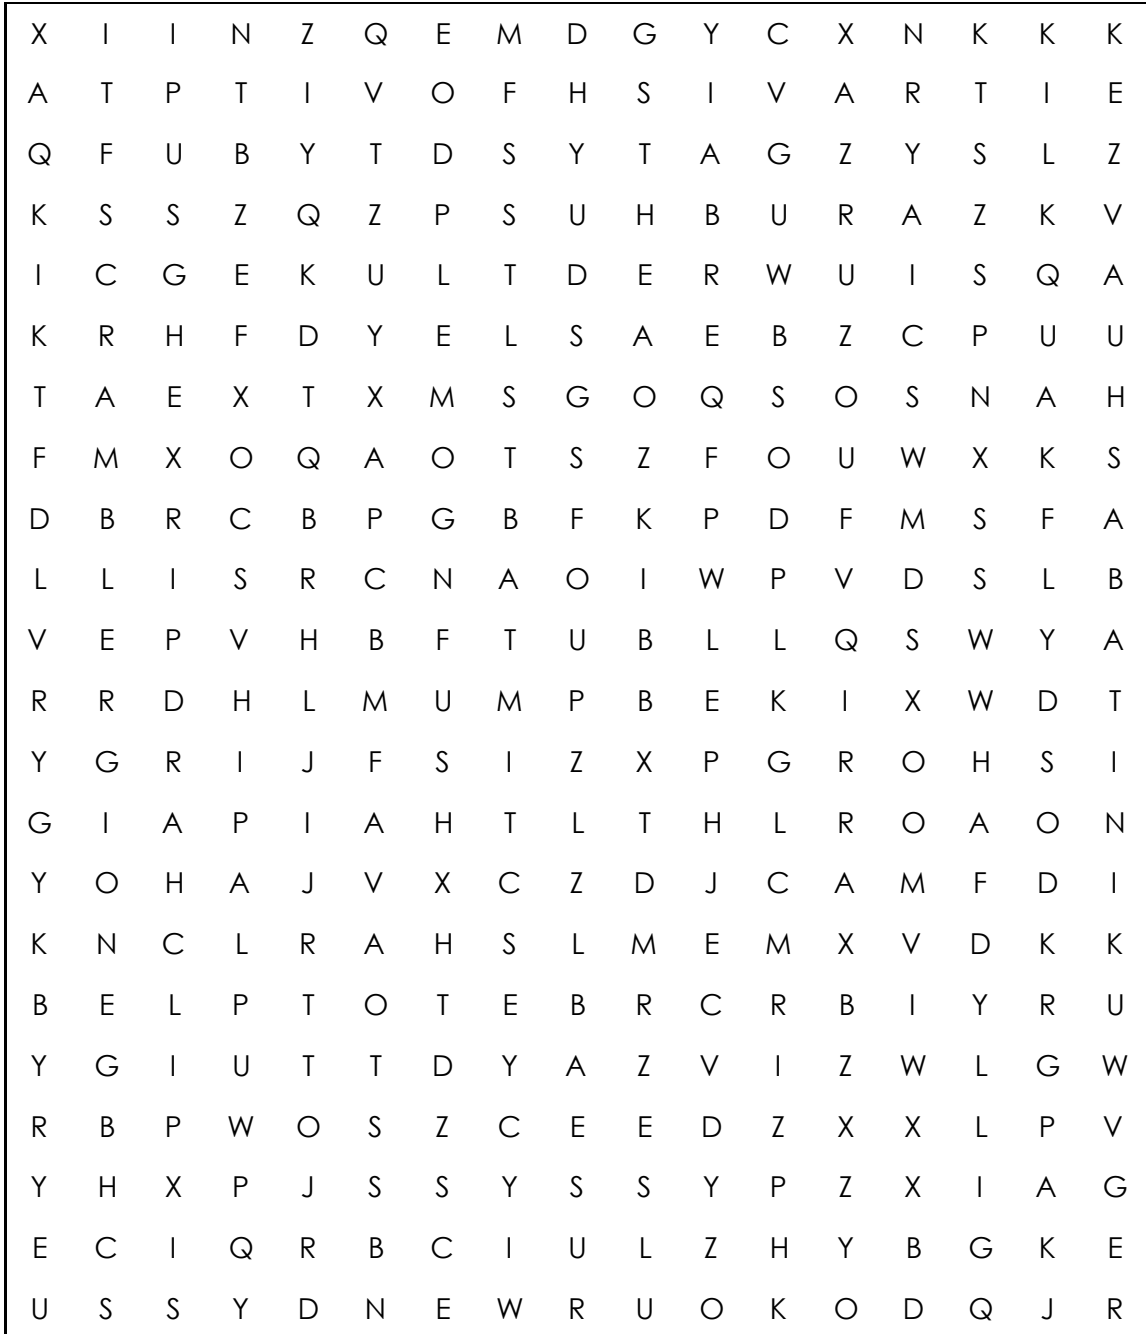 X I I N Z Q E M D G Y C X N K K K
A T P T I V O F H S I V A R T I E
Q F U B Y T D S Y T A G Z Y S L Z
K S S Z Q Z P S U H B U R A Z K V
I C G E K U L T D E R W U I S Q A
K R H F D Y E L S A E B Z C P U U
T A E X T X M S G O Q S O S N A H
F M X O Q A O T S Z F O U W X K S
D B R C B P G B F K P D F M S F A
L L I S R C N A O I W P V D S L B
V E P V H B F T U B L L Q S W Y A
R R D H L M U M P B E K I X W D T
Y G R I J F S I Z X P G R O H S I
G I A P I A H T L T H L R O A O N
Y O H A J V X C Z D J C A M F D I
K N C L R A H S L M E M X V D K K
B E L P T O T E B R C R B I Y R U
Y G I U T T D Y A Z V I Z W L G W
R B P W O S Z C E E D Z X X L P V
Y H X P J S S Y S S Y P Z X I A G
E C I Q R B C I U L Z H Y B G K E
U S S Y D N E W R U O K O D Q J R